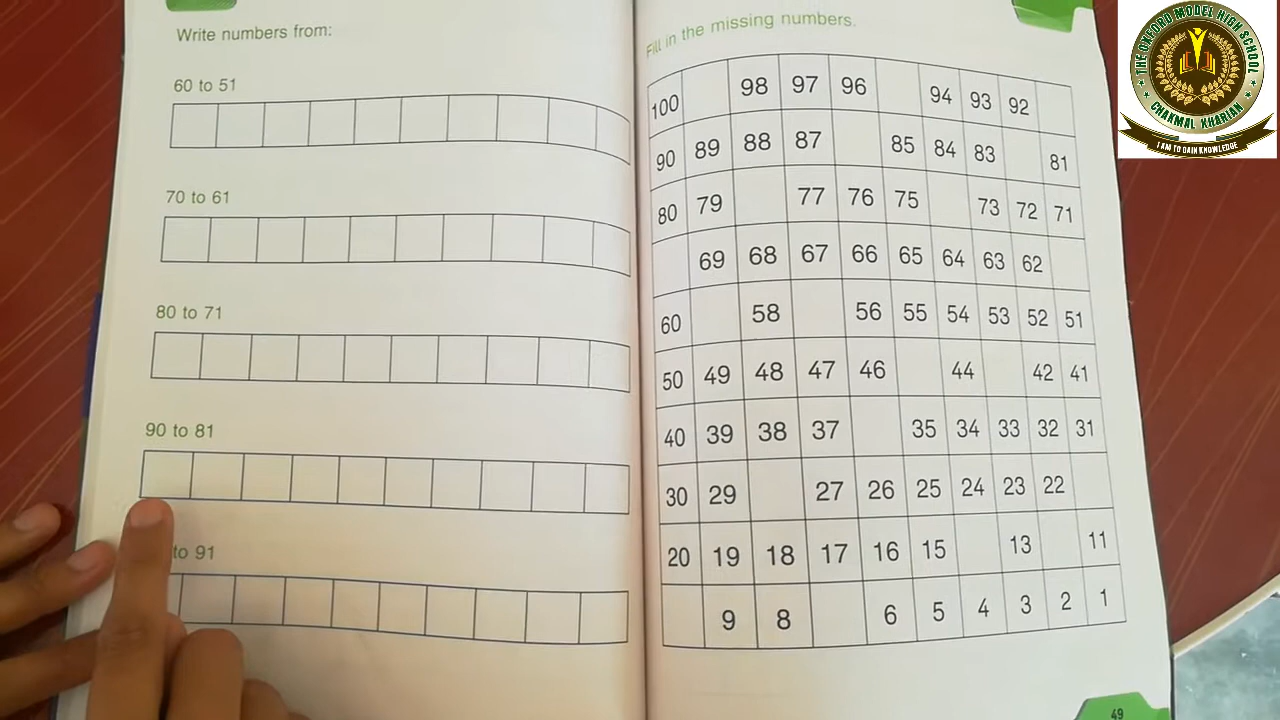 Write numbers from:
60 to 51
70 to 61
80 to 71
90 to 81
to 91
Fill in the missing numbers.
100 98 97 96 94 93 92
90 89 88 87 85 84 83 81
80 79 77 76 75 73 72 71
69 68 67 66 65 64 63 62
60 58 56 55 54 53 52 51
50 49 48 47 46 44 42 41
40 39 38 37 35 34 33 32 31
30 29 27 26 25 24 23 22
20 19 18 17 16 15 13 11
9 8 6 5 4 3 2 1
49
THE OXFORD MODEL HIGH SCHOOL
CHAKMAL KHARIAN
I AM TO GAIN KNOWLEDGE